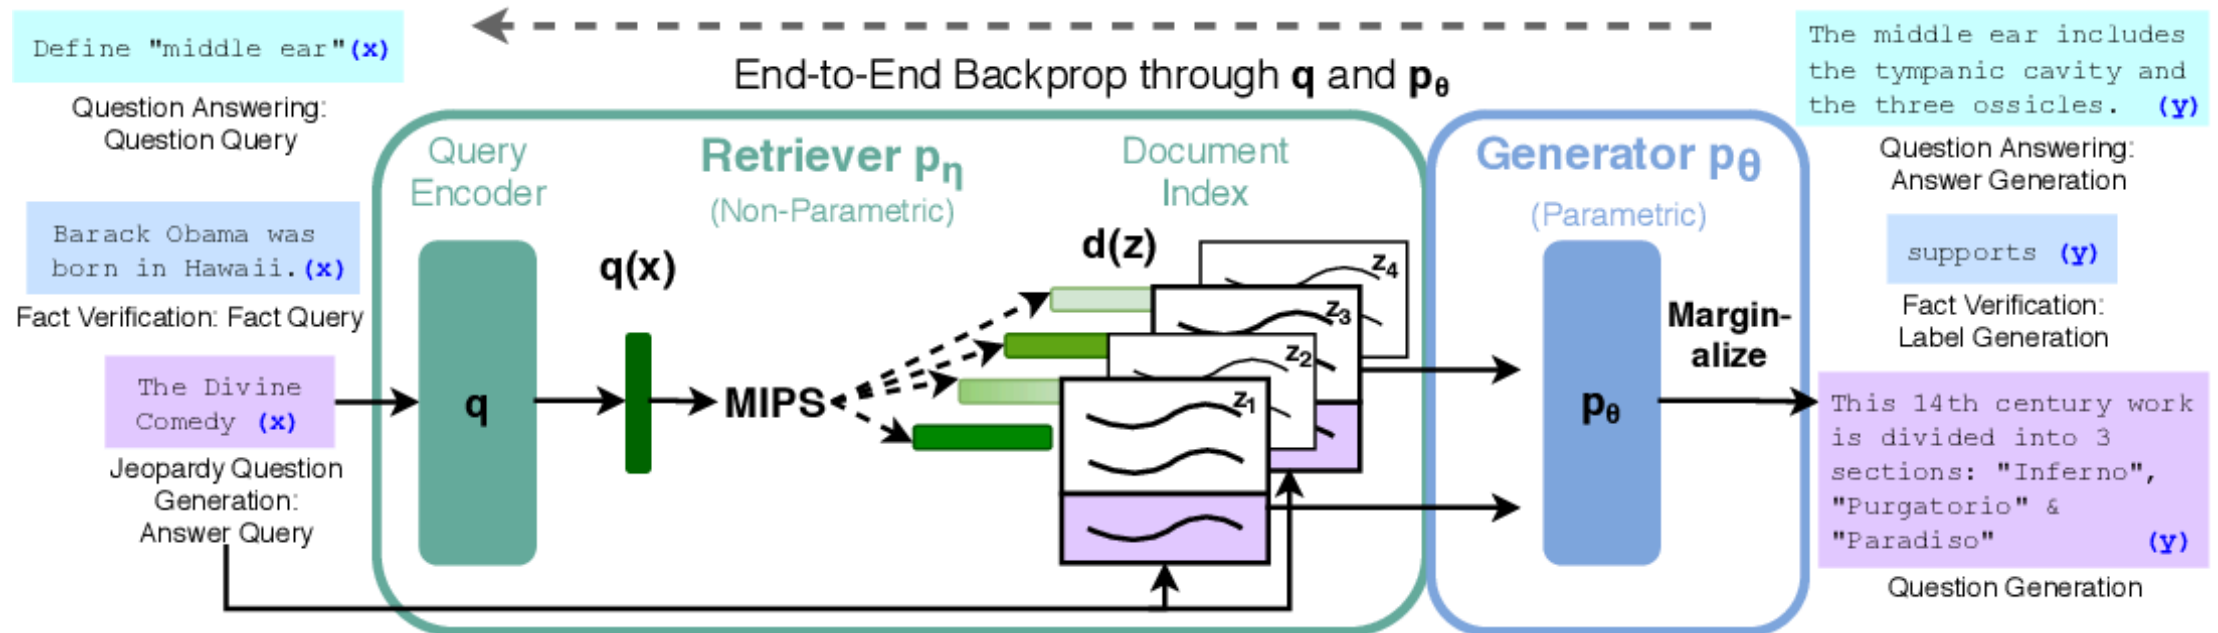 Define "middle ear"(x)
Question Answering:
Question Query
Barack Obama was
born in Hawaii.(x)
Fact Verification: Fact Query
The Divine
Comedy (x)
Jeopardy Question
Generation:
Answer Query
End-to-End Backprop through q and pθ
Query
Encoder
q
q(x)
Retriever pη
(Non-Parametric)
MIPS
Document
Index
d(z)
z4
z3
z2
z1
Generator pθ
(Parametric)
pθ
Margin-
alize
The middle ear includes
the tympanic cavity and
the three ossicles. (y)
Question Answering:
Answer Generation
supports (y)
Fact Verification:
Label Generation
This 14th century work
is divided into 3
sections: "Inferno",
"Purgatorio" &
"Paradiso" (y)
Question Generation